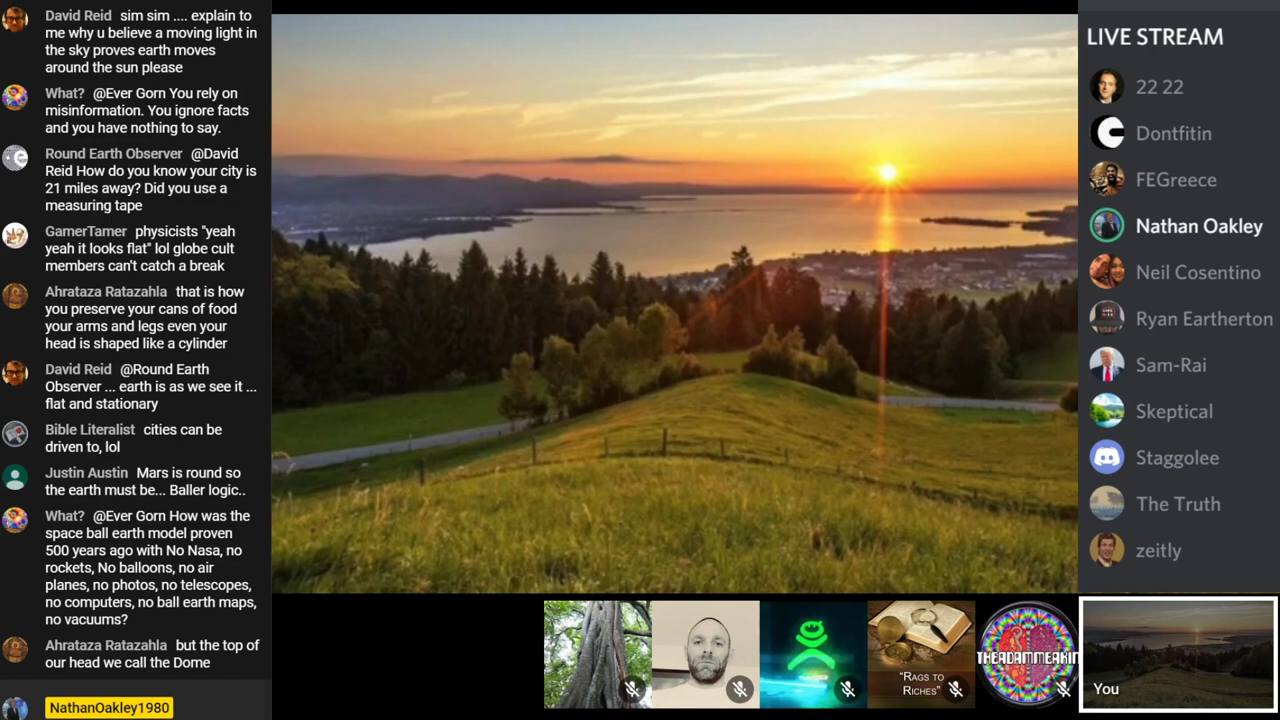 David Reid sim sim .... explain to
me why u believe a moving light in
the sky proves earth moves
around the sun please
What? @Ever Gorn You rely on
misinformation. You ignore facts
and you have nothing to say.
Round Earth Observer @David
Reid How do you know your city is
21 miles away? Did you use a
measuring tape
GamerTamer physicists "yeah
yeah it looks flat" lol globe cult
members can't catch a break
Ahrataza Ratazahla that is how
you preserve your cans of food
your arms and legs even your
head is shaped like a cylinder
David Reid @Round Earth
Observer ... earth is as we see it ...
flat and stationary
Bible Literalist cities can be
driven to, lol
Justin Austin Mars is round so
the earth must be... Baller logic..
What? @Ever Gorn How was the
space ball earth model proven
500 years ago with No Nasa, no
rockets, No balloons, no air
planes, no photos, no telescopes,
no computers, no ball earth maps,
no vacuums?
Ahrataza Ratazahla but the top of
our head we call the Dome
NathanOakley1980
LIVE STREAM
22 22
Dontfitin
FEGreece
Nathan Oakley
Neil Cosentino
Ryan Eartherton
Sam-Rai
Skeptical
Staggolee
The Truth
zeitly
"RAGS TO
RICHES"
THEADAMMEAKIN
You